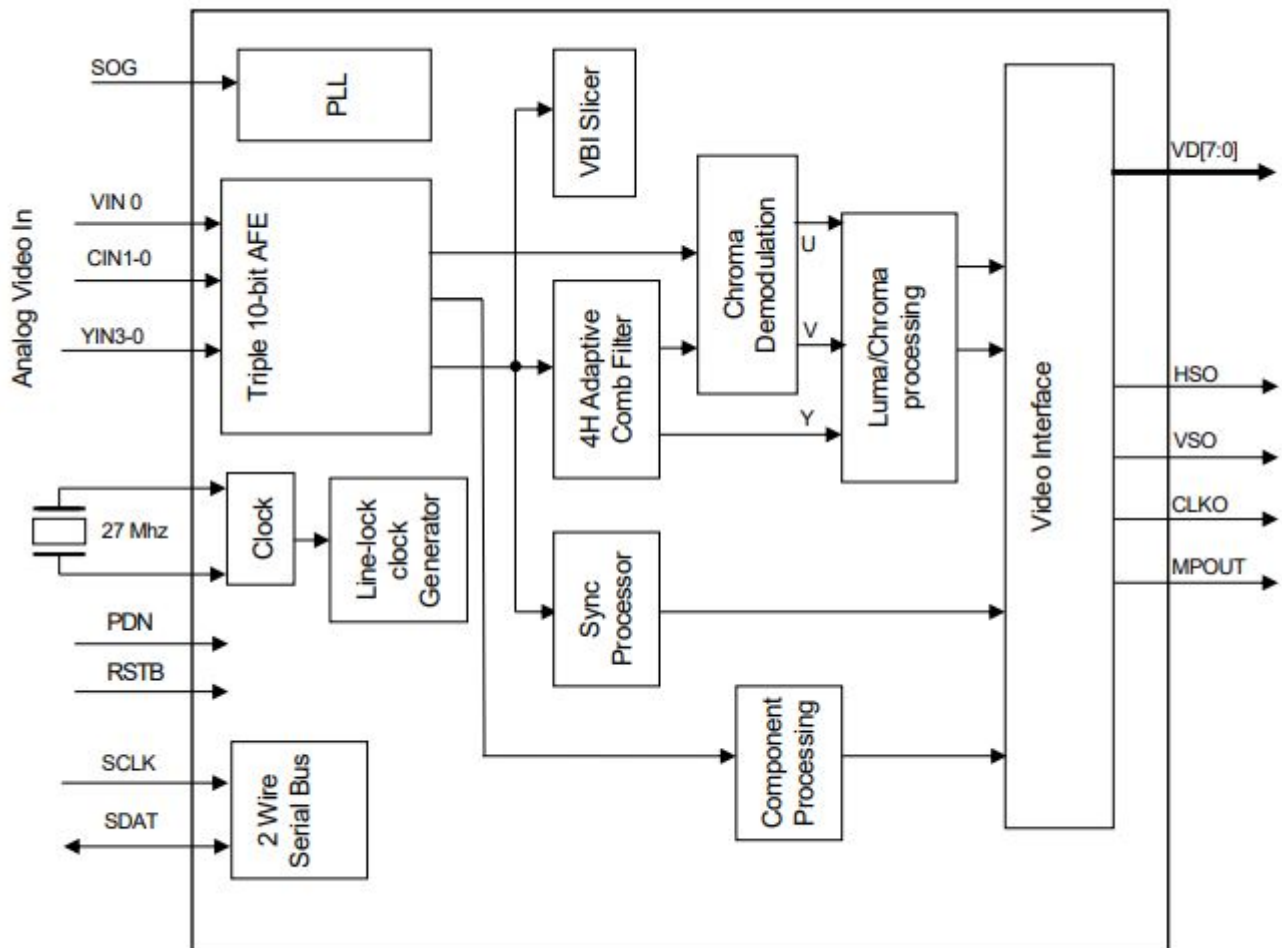 SOG
PLL
VBI Slicer
VD[7:0]
Analog Video In
VIN 0
CIN1-0
YIN3-0
Triple 10-bit AFE
Chroma
Demodulation
U
V
Y
4H Adaptive
Comb Filter
Luma/Chroma
processing
Video Interface
HSO
VSO
CLKO
MPOUT
27 Mhz
Clock
Line-lock
clock
Generator
Sync
Processor
PDN
RSTB
Component
Processing
SCLK
SDAT
2 Wire
Serial Bus